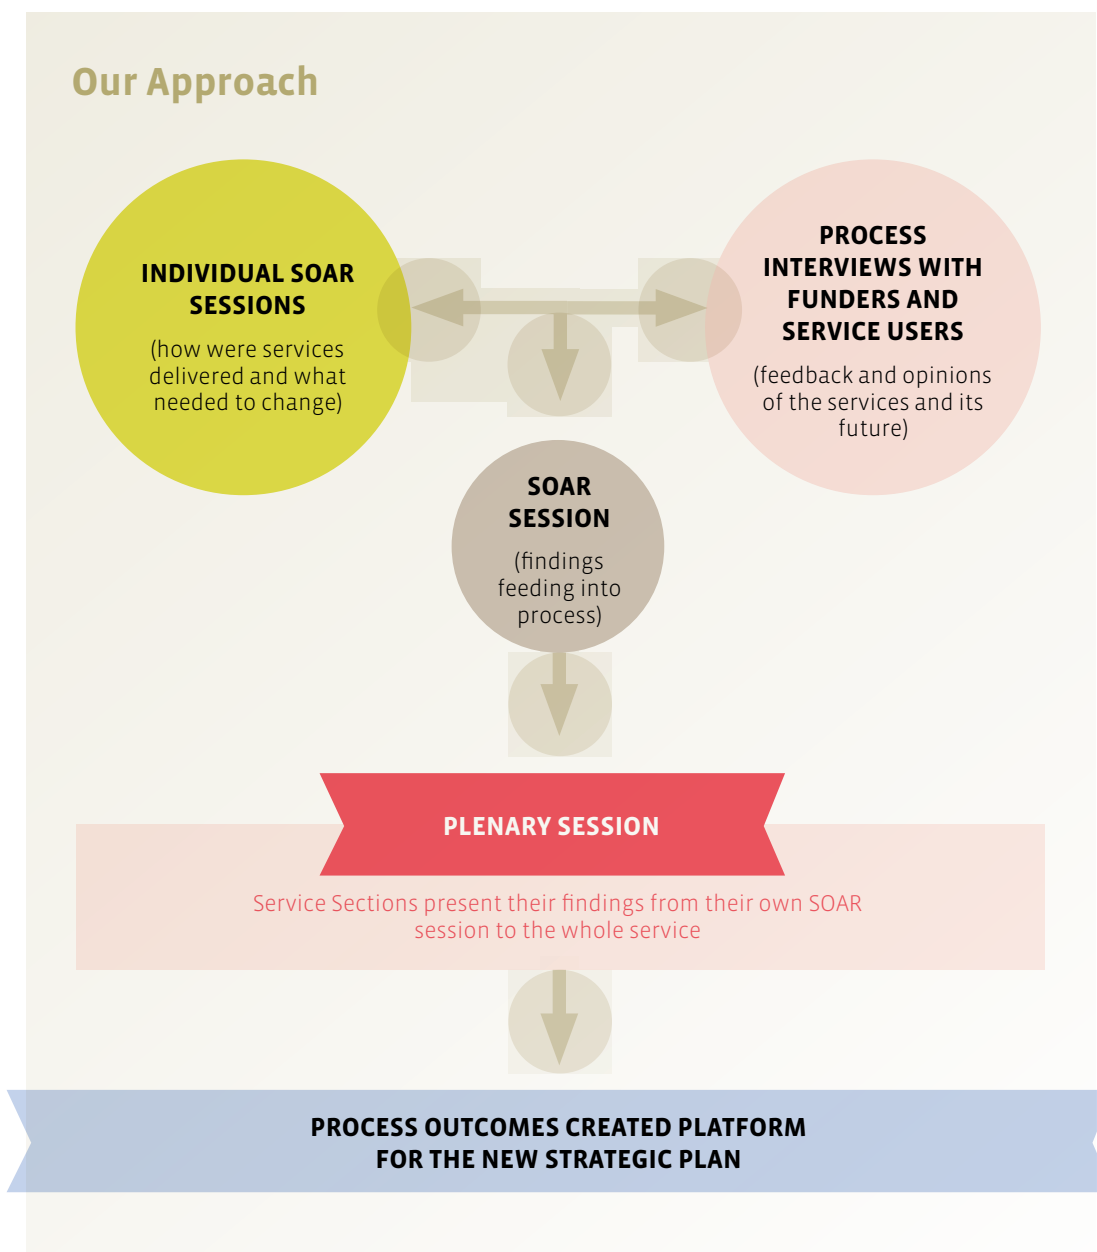 Our Approach
INDIVIDUAL SOAR
SESSIONS
(how were services
delivered and what
needed to change)
PROCESS
INTERVIEWS WITH
FUNDERS AND
SERVICE USERS
(feedback and opinions
of the services and its
future)
SOAR
SESSION
(findings
feeding into
process)
PLENARY SESSION
Service Sections present their findings from their own SOAR
session to the whole service
PROCESS OUTCOMES CREATED PLATFORM
FOR THE NEW STRATEGIC PLAN